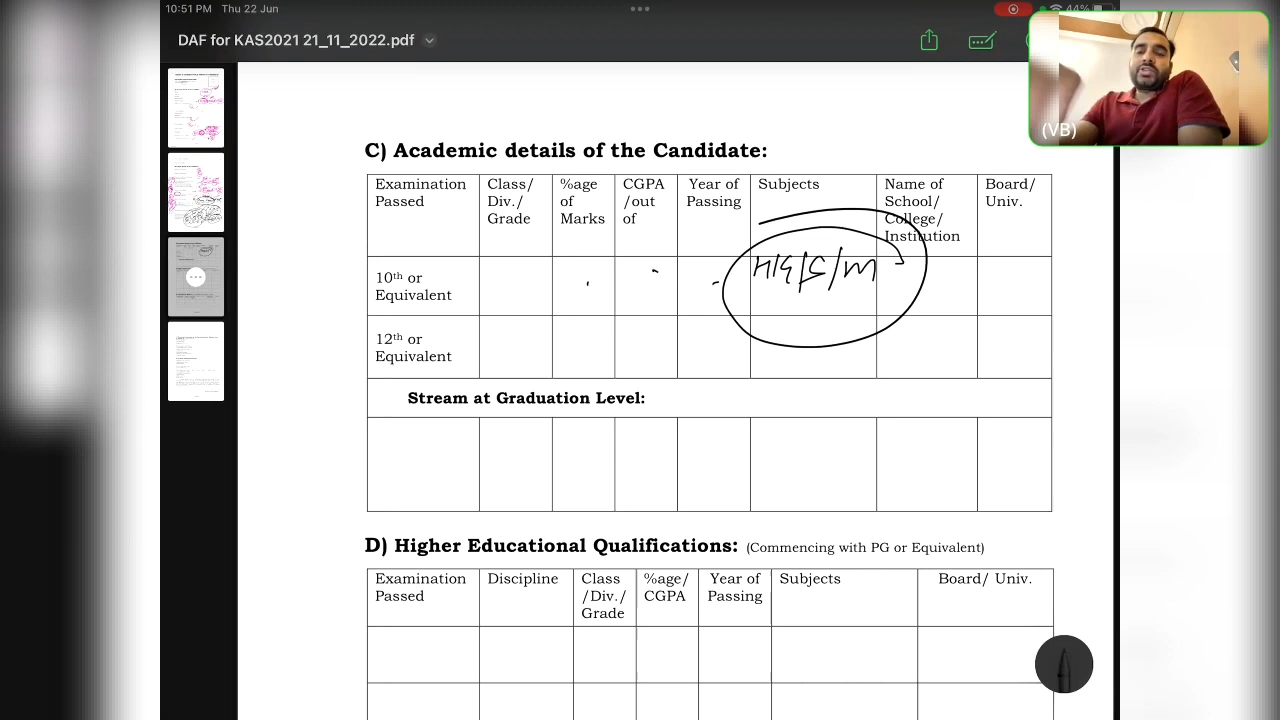 10:51 PM Thu 22 Jun
44%
DAF for KAS2021 21_11_2022.pdf
(VB)
C) Academic details of the Candidate:
Examination Passed
Class/ Div./ Grade
%age of Marks
CGPA /out of
Year of Passing
Subjects
Name of School/ College/ Institution
Board/ Univ.
10th or Equivalent
12th or Equivalent
Stream at Graduation Level:
D) Higher Educational Qualifications: (Commencing with PG or Equivalent)
Examination Passed
Discipline
Class /Div./ Grade
%age/ CGPA
Year of Passing
Subjects
Board/ Univ.